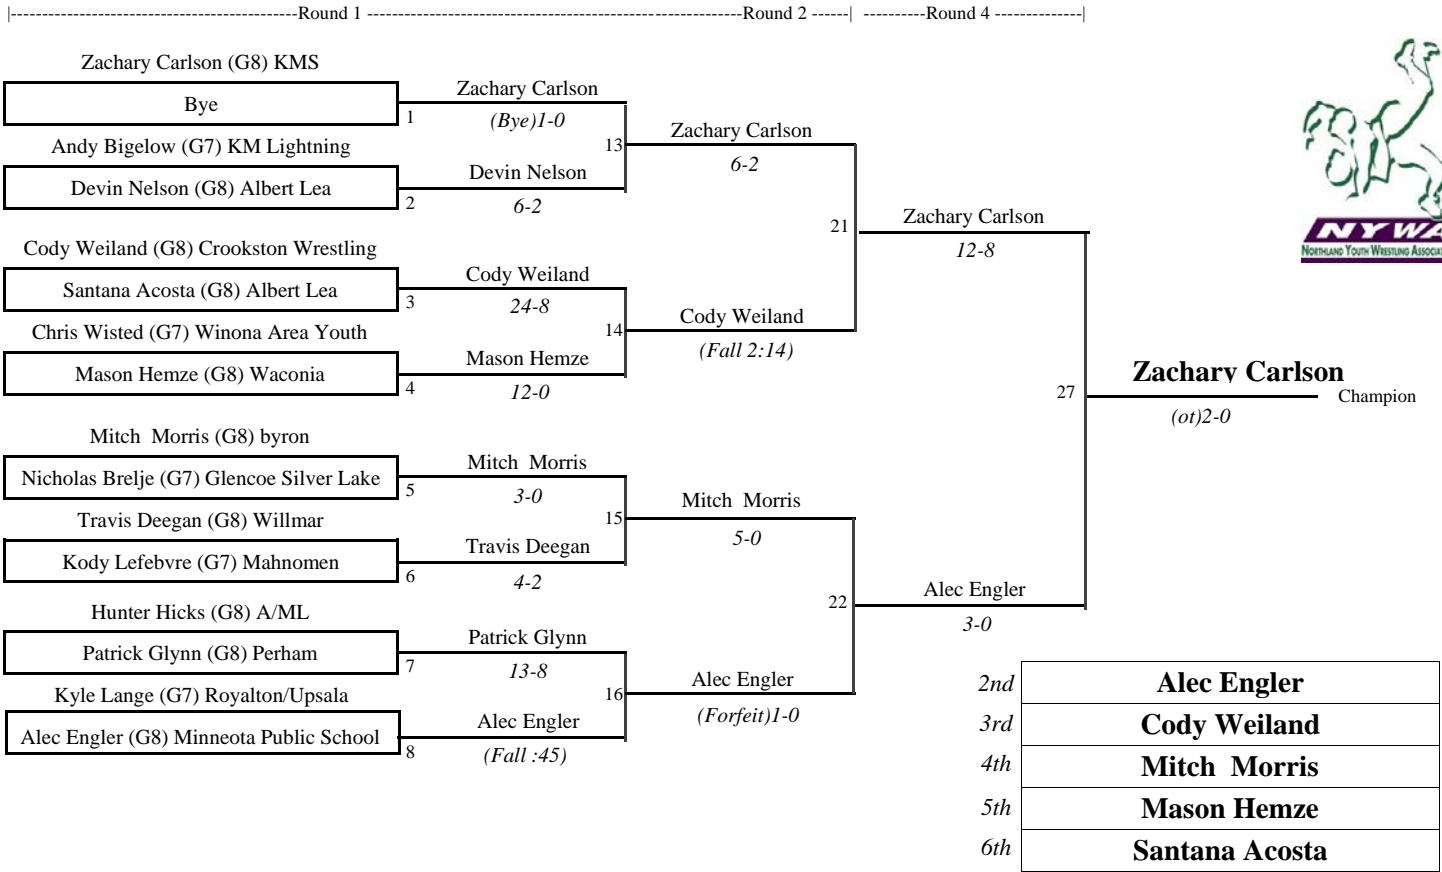 |----------------------------------------------Round 1 ------------------------------------------------------------Round 2 ------| ----------Round 4 --------------|
Zachary Carlson (G8) KMS
Bye
1
Zachary Carlson
(Bye)1-0
Andy Bigelow (G7) KM Lightning
Devin Nelson (G8) Albert Lea
2
Devin Nelson
6-2
13
Zachary Carlson
6-2
Cody Weiland (G8) Crookston Wrestling
Santana Acosta (G8) Albert Lea
3
Cody Weiland
24-8
Chris Wisted (G7) Winona Area Youth
Mason Hemze (G8) Waconia
4
Mason Hemze
12-0
14
Cody Weiland
(Fall 2:14)
21
Zachary Carlson
12-8
Mitch  Morris (G8) byron
Nicholas Brelje (G7) Glencoe Silver Lake
5
Mitch  Morris
3-0
Travis Deegan (G8) Willmar
Kody Lefebvre (G7) Mahnomen
6
Travis Deegan
4-2
15
Mitch  Morris
5-0
Hunter Hicks (G8) A/ML
Patrick Glynn (G8) Perham
7
Patrick Glynn
13-8
Kyle Lange (G7) Royalton/Upsala
Alec Engler (G8) Minneota Public School
8
Alec Engler
(Fall :45)
16
Alec Engler
(Forfeit)1-0
22
Alec Engler
3-0
27
Zachary Carlson
Champion
(ot)2-0
NYWA
NORTHLAND YOUTH WRESTLING
2nd Alec Engler
3rd Cody Weiland
4th Mitch  Morris
5th Mason Hemze
6th Santana Acosta